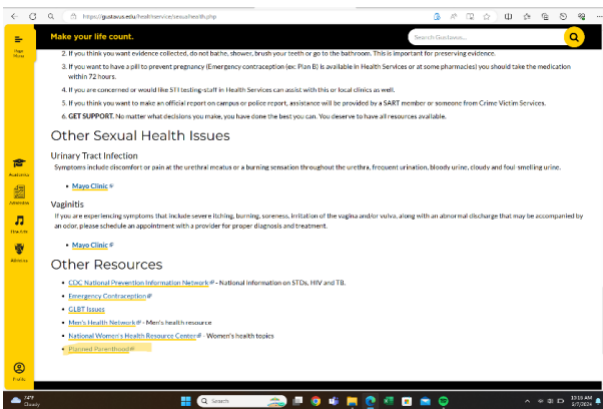 https://gustavus.edu/healthservice/sexualhealth.php
Make your life count.
Search Gustavus...
Page Menu
2. If you think you want evidence collected, do not bathe, shower, brush your teeth or go to the bathroom. This is important for preserving evidence.
3. If you want to have a pill to prevent pregnancy (Emergency contraception (ex: Plan B) is available in Health Services or at some pharmacies) you should take the medication
within 72 hours.
4. If you are concerned or would like STI testing-staff in Health Services can assist with this or local clinics as well.
5. If you think you want to make an official report on campus or police report, assistance will be provided by a SART member or someone from Crime Victim Services.
6. GET SUPPORT. No matter what decisions you make, you have done the best you can. You deserve to have all resources available.
Other Sexual Health Issues
Urinary Tract Infection
Symptoms include discomfort or pain at the urethral meatus or a burning sensation throughout the urethra, frequent urination, bloody urine, cloudy and foul-smelling urine.
Mayo Clinic
Vaginitis
If you are experiencing symptoms that include severe itching, burning, soreness, irritation of the vagina and/or vulva, along with an abnormal discharge that may be accompanied by
an odor, please schedule an appointment with a provider for proper diagnosis and treatment.
Mayo Clinic
Other Resources
CDC National Prevention Information Network - National information on STDs, HIV and TB.
Emergency Contraception
GLBT Issues
Men's Health Network - Men's health resource
National Women's Health Resource Center - Women's health topics
Planned Parenthood
Academics
Admission
Athletics
Profile
Cloudy
Search
10:16 AM